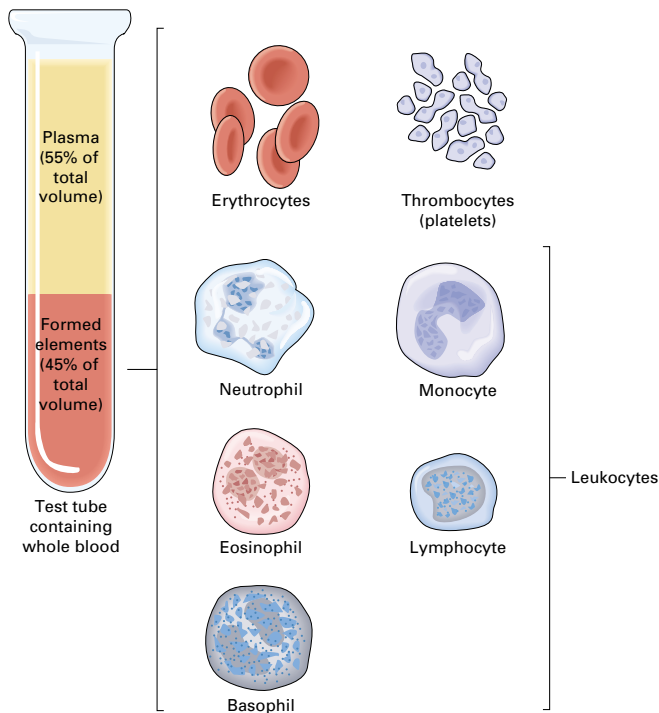 Plasma
(55% of
total
volume)
Formed
elements
(45% of
total
volume)
Test tube
containing
whole blood
Erythrocytes
Thrombocytes
(platelets)
Neutrophil
Monocyte
Eosinophil
Lymphocyte
Basophil
Leukocytes